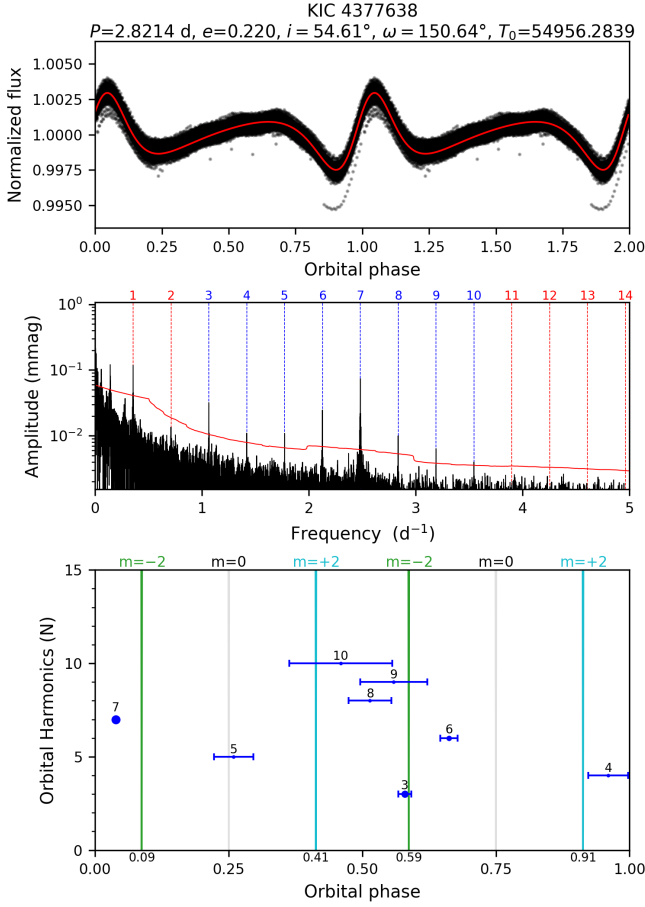 KIC 4377638
P=2.8214 d, e=0.220, i = 54.61°, ω = 150.64°, T₀=54956.2839
1.0050
1.0025
1.0000
0.9975
0.9950
Normalized flux
0.00 0.25 0.50 0.75 1.00 1.25 1.50 1.75 2.00
Orbital phase
1 2 3 4 5 6 7 8 9 10 11 12 13 14
10⁰
10⁻¹
10⁻²
Amplitude (mmag)
0 1 2 3 4 5
Frequency (d⁻¹)
m=−2 m=0 m=+2 m=−2 m=0 m=+2
15
10
5
0
Orbital Harmonics (N)
10
9
8
7
6
5
4
3
0.09 0.41 0.59 0.91
0.00 0.25 0.50 0.75 1.00
Orbital phase